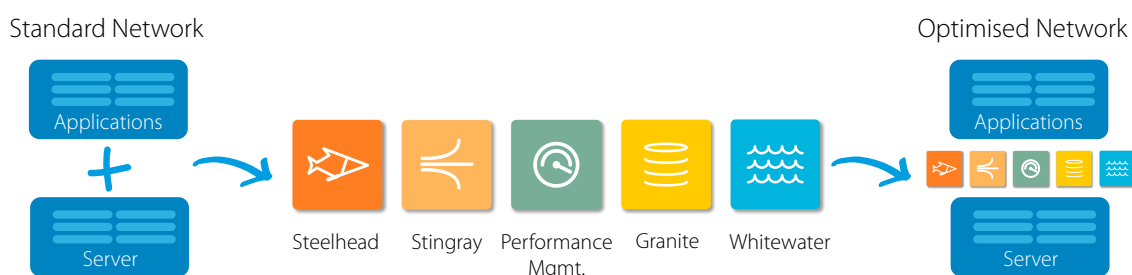 Standard Network
Optimised Network
Applications
Applications
Steelhead
Stingray
Performance
Mgmt.
Granite
Whitewater
Server
Server